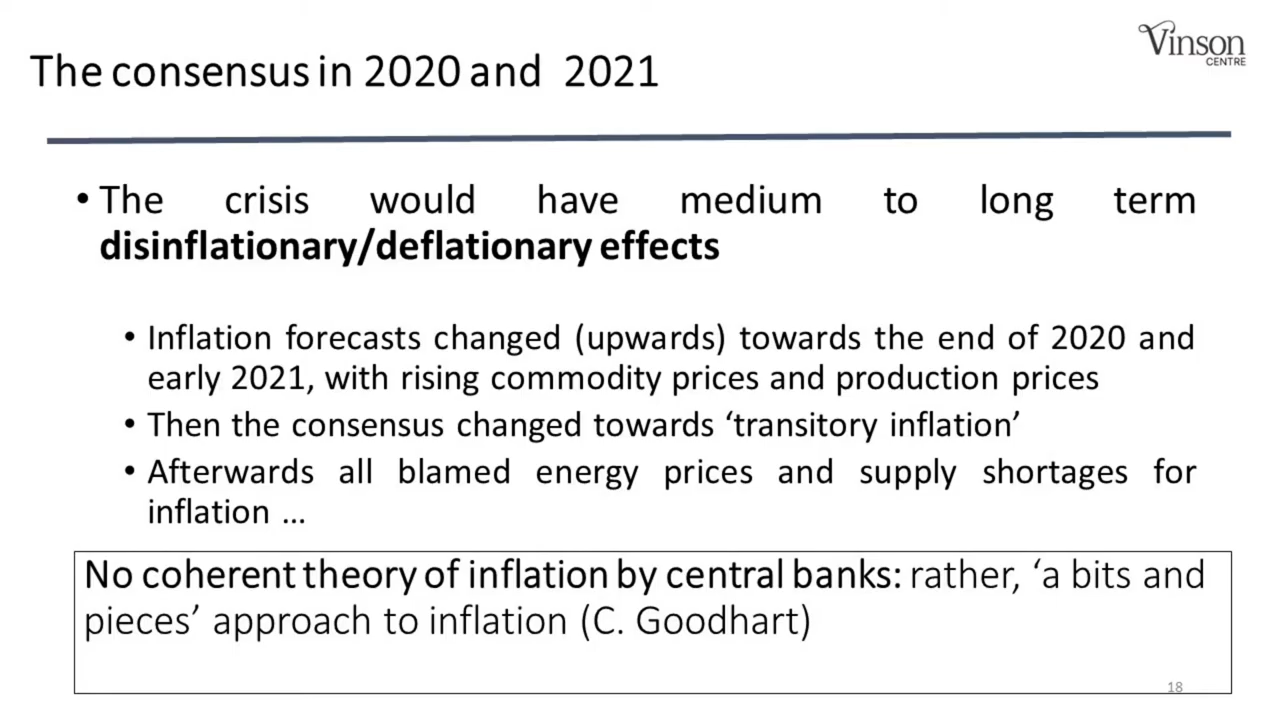 Vinson
CENTRE
The consensus in 2020 and 2021
• The crisis would have medium to long term
disinflationary/deflationary effects
• Inflation forecasts changed (upwards) towards the end of 2020 and
early 2021, with rising commodity prices and production prices
• Then the consensus changed towards ‘transitory inflation’
• Afterwards all blamed energy prices and supply shortages for
inflation ...
No coherent theory of inflation by central banks: rather, ‘a bits and
pieces’ approach to inflation (C. Goodhart)
18